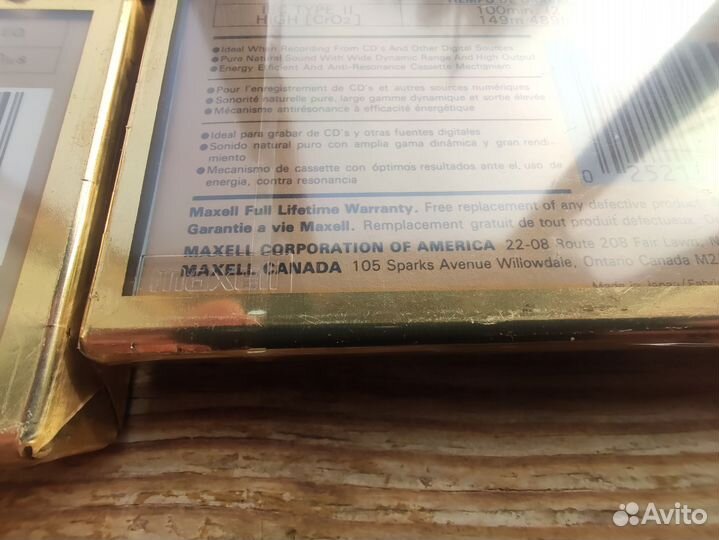 IEC TYPE II
HIGH [CrO2]
100min
149m
•Ideal When Recording From CD's And Other Digital Sources
•Pure Natural Sound With Wide Dynamic Range And High Output
•Energy Efficient And Anti-Resonance Cassette Mechanism
•Pour l'enregistrement de CD's et autres sources numériques
•Sonorité naturelle pure, large gamme dynamique et sortie élevée
•Mécanisme antirésonance à efficacité énergétique
•Ideal para grabar de CD's y otras fuentes digitales
•Sonido natural puro con amplia gama dinámica y gran rendi-
miento
•Mecanismo de cassette con óptimos resultados ante el uso de
energía, contra resonancia
Maxell Full Lifetime Warranty. Free replacement of any defective
Garantie a vie Maxell. Remplacement gratuit de tout produit défectueux.
MAXELL CORPORATION OF AMERICA 22-08 Route 208 Fair Lawn,
MAXELL CANADA 105 Sparks Avenue Willowdale, Ontario Canada M2
Made in Japan/
maxell
0
Avito